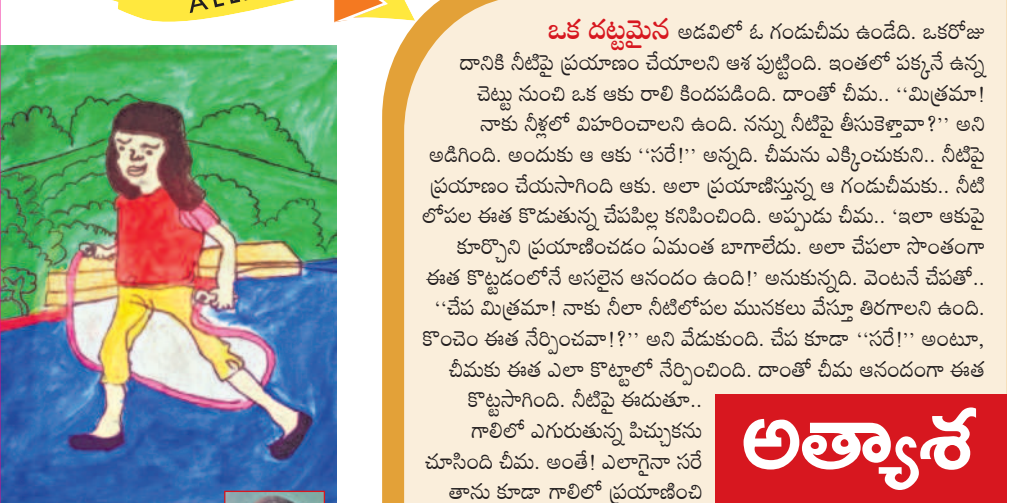 ఒక దట్టమైన అడవిలో ఓ గండుచీమ ఉండేది. ఒకరోజు
దానికి నీటిపై ప్రయాణం చేయాలని ఆశ పుట్టింది. ఇంతలో పక్కనే ఉన్న
చెట్టు నుంచి ఒక ఆకు రాలి కిందపడింది. దాంతో చీమ.. ‘‘మిత్రమా!
నాకు నీళ్లలో విహరించాలని ఉంది. నన్ను నీటిపై తీసుకెళ్తావా?’’ అని
అడిగింది. అందుకు ఆ ఆకు ‘‘సరే!’’ అన్నది. చీమను ఎక్కించుకుని.. నీటిపై
ప్రయాణం చేయసాగింది ఆకు. అలా ప్రయాణిస్తున్న ఆ గండుచీమకు.. నీటి
లోపల ఈత కొడుతున్న చేపపిల్ల కనిపించింది. అప్పుడు చీమ.. ‘ఇలా ఆకుపై
కూర్చొని ప్రయాణించడం ఏమంత బాగాలేదు. అలా చేపలా సొంతంగా
ఈత కొట్టడంలోనే అసలైన ఆనందం ఉంది!’ అనుకున్నది. వెంటనే చేపతో..
‘‘చేప మిత్రమా! నాకు నీలా నీటిలోపల మునకలు వేస్తూ తిరగాలని ఉంది.
కొంచెం ఈత నేర్పించవా!?’’ అని వేడుకుంది. చేప కూడా ‘‘సరే!’’ అంటూ,
చీమకు ఈత ఎలా కొట్టాలో నేర్పించింది. దాంతో చీమ ఆనందంగా ఈత
కొట్టసాగింది. నీటిపై ఈదుతూ..
గాలిలో ఎగురుతున్న పిచ్చుకను
చూసింది చీమ. అంతే! ఎలాగైనా సరే
తాను కూడా గాలిలో ప్రయాణించి
అత్యాశ